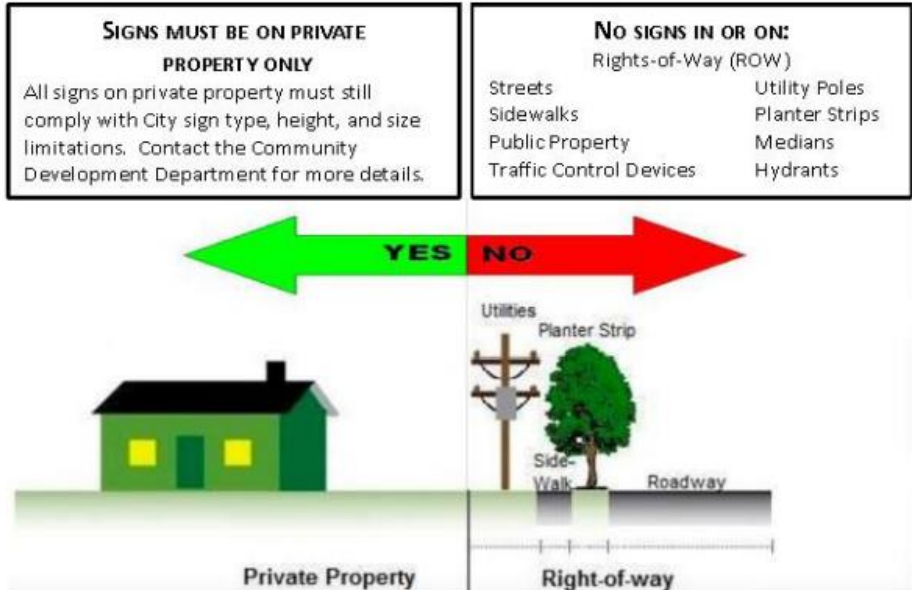 SIGNS MUST BE ON PRIVATE
PROPERTY ONLY
All signs on private property must still
comply with City sign type, height, and size
limitations. Contact the Community
Development Department for more details.
NO SIGNS IN OR ON:
Rights-of-Way (ROW)
Streets
Utility Poles
Sidewalks
Planter Strips
Public Property
Medians
Traffic Control Devices
Hydrants
YES
NO
Utilities
Planter Strip
Side-
Walk
Roadway
Private Property
Right-of-way